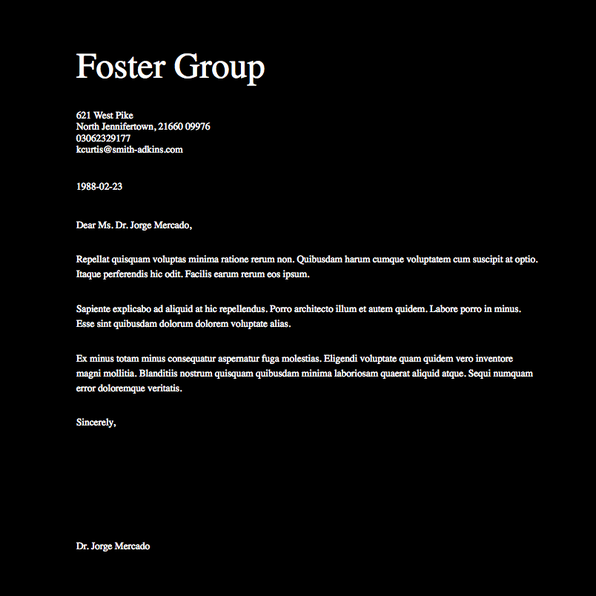 Foster Group
621 West Pike
North Jennifertown, 21660 09976
03062329177
kcurtis@smith-adkins.com
1988-02-23
Dear Ms. Dr. Jorge Mercado,
Repellat quisquam voluptas minima ratione rerum non. Quibusdam harum cumque voluptatem cum suscipit at optio.
Itaque perferendis hic odit. Facilis earum rerum eos ipsum.
Sapiente explicabo ad aliquid at hic repellendus. Porro architecto illum et autem quidem. Labore porro in minus.
Esse sint quibusdam dolorum dolorem voluptate alias.
Ex minus totam minus consequatur aspernatur fuga molestias. Eligendi voluptate quam quidem vero inventore
magni mollitia. Blanditiis nostrum quisquam quibusdam minima laboriosam quaerat aliquid atque. Sequi numquam
error doloremque veritatis.
Sincerely,
Dr. Jorge Mercado